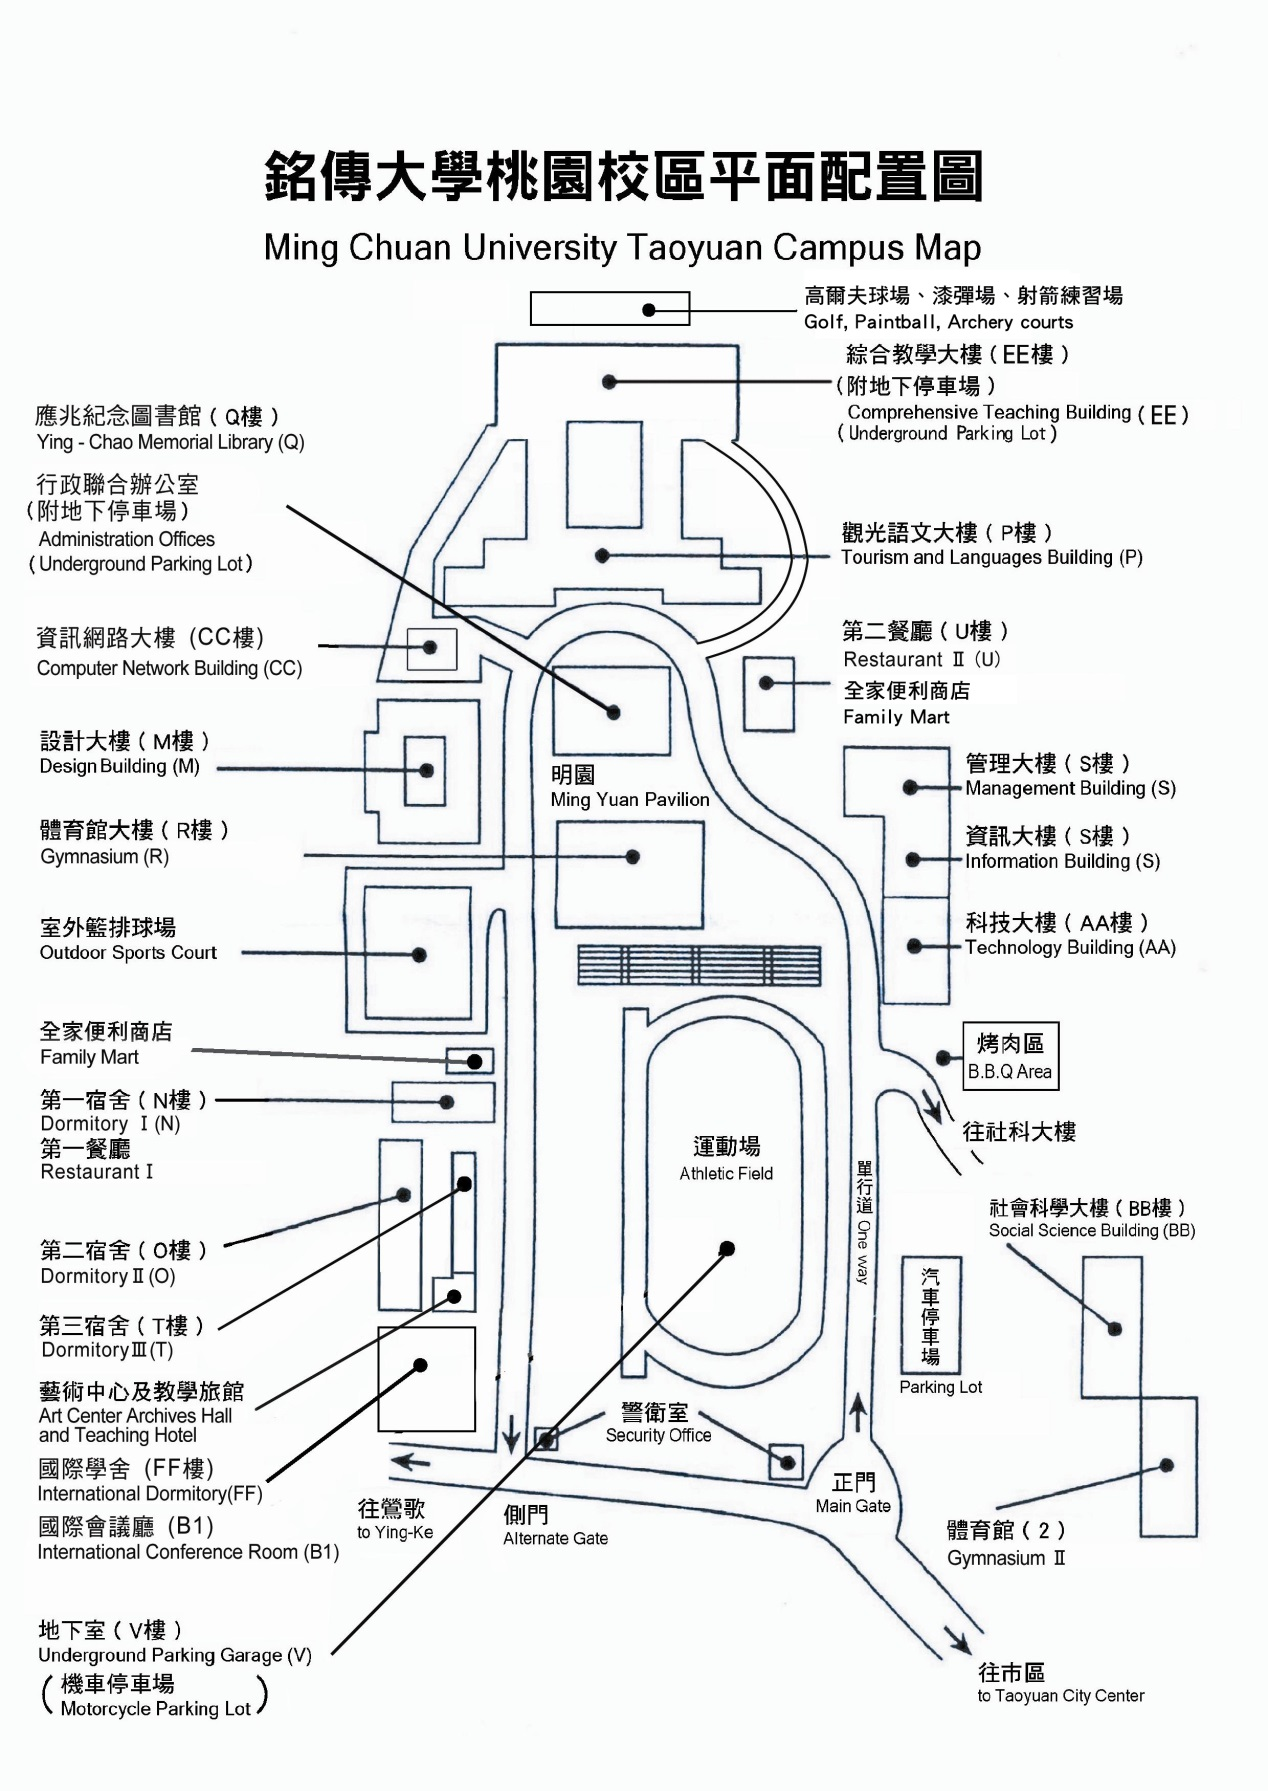 銘傳大學桃園校區平面配置圖
Ming Chuan University Taoyuan Campus Map
高爾夫球場、漆彈場、射箭練習場
Golf, Paintball, Archery courts
綜合教學大樓（EE樓）
（附地下停車場）
Comprehensive Teaching Building (EE)
(Underground Parking Lot)
應兆紀念圖書館（Q樓）
Ying - Chao Memorial Library (Q)
行政聯合辦公室
（附地下停車場）
Administration Offices
(Underground Parking Lot)
觀光語文大樓（P樓）
Tourism and Languages Building (P)
資訊網路大樓 (CC樓)
Computer Network Building (CC)
第二餐廳（U樓）
Restaurant Ⅱ (U)
全家便利商店
Family Mart
設計大樓（M樓）
Design Building (M)
明園
Ming Yuan Pavilion
管理大樓（S樓）
Management Building (S)
體育館大樓（R樓）
Gymnasium (R)
資訊大樓（S樓）
Information Building (S)
室外籃排球場
Outdoor Sports Court
科技大樓（AA樓）
Technology Building (AA)
全家便利商店
Family Mart
烤肉區
B.B.Q Area
第一宿舍（N樓）
Dormitory Ⅰ (N)
第一餐廳
Restaurant Ⅰ
往社科大樓
運動場
Athletic Field
單行道 One way
社會科學大樓（BB樓）
Social Science Building (BB)
第二宿舍（O樓）
Dormitory Ⅱ (O)
汽車停車場
Parking Lot
第三宿舍（T樓）
Dormitory Ⅲ (T)
藝術中心及教學旅館
Art Center Archives Hall
and Teaching Hotel
警衛室
Security Office
國際學舍 (FF樓)
International Dormitory(FF)
正門
Main Gate
往鶯歌
to Ying-Ke
側門
Alternate Gate
體育館（2）
Gymnasium Ⅱ
國際會議廳 (B1)
International Conference Room (B1)
地下室（V樓）
Underground Parking Garage (V)
（機車停車場
Motorcycle Parking Lot）
往市區
to Taoyuan City Center